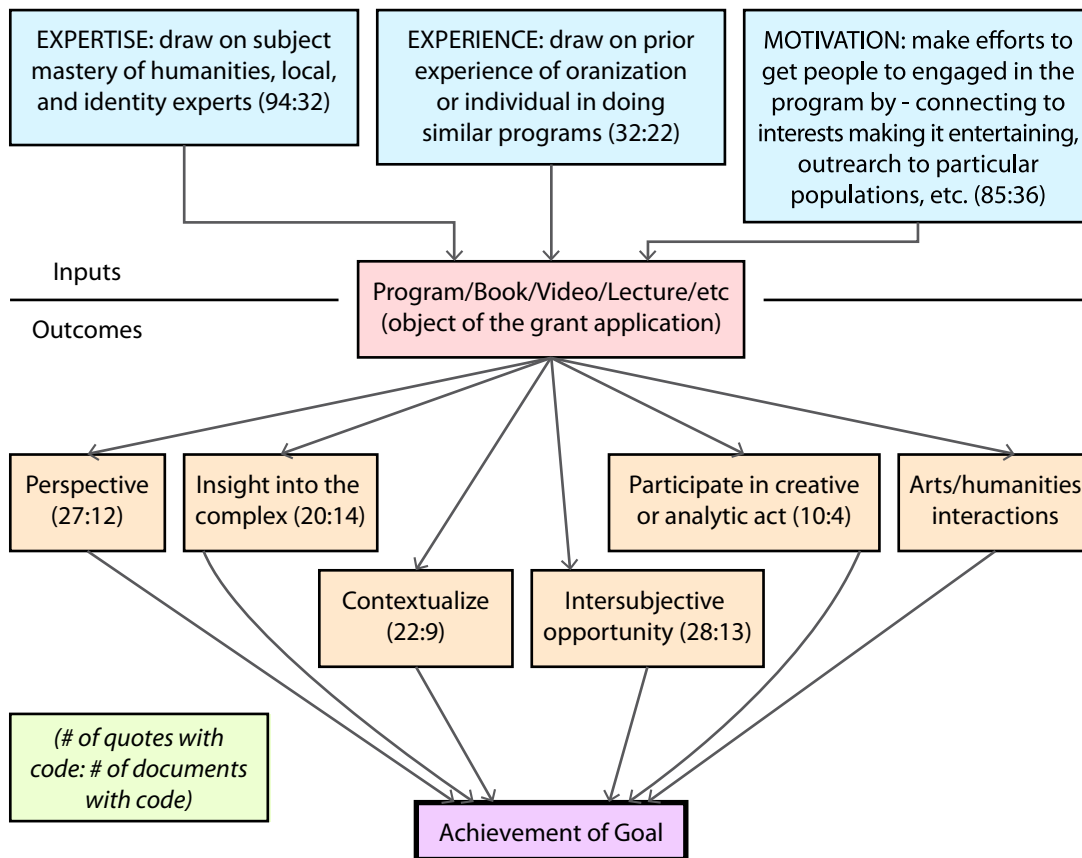 EXPERTISE: draw on subject
mastery of humanities, local,
and identity experts (94:32)
EXPERIENCE: draw on prior
experience of oranization
or individual in doing
similar programs (32:22)
MOTIVATION: make efforts to
get people to engaged in the
program by - connecting to
interests making it entertaining,
outrearch to particular
populations, etc. (85:36)
Inputs
Outcomes
Program/Book/Video/Lecture/etc
(object of the grant application)
Perspective
(27:12)
Insight into the
complex (20:14)
Participate in creative
or analytic act (10:4)
Arts/humanities
interactions
Contextualize
(22:9)
Intersubjective
opportunity (28:13)
(# of quotes with
code: # of documents
with code)
Achievement of Goal